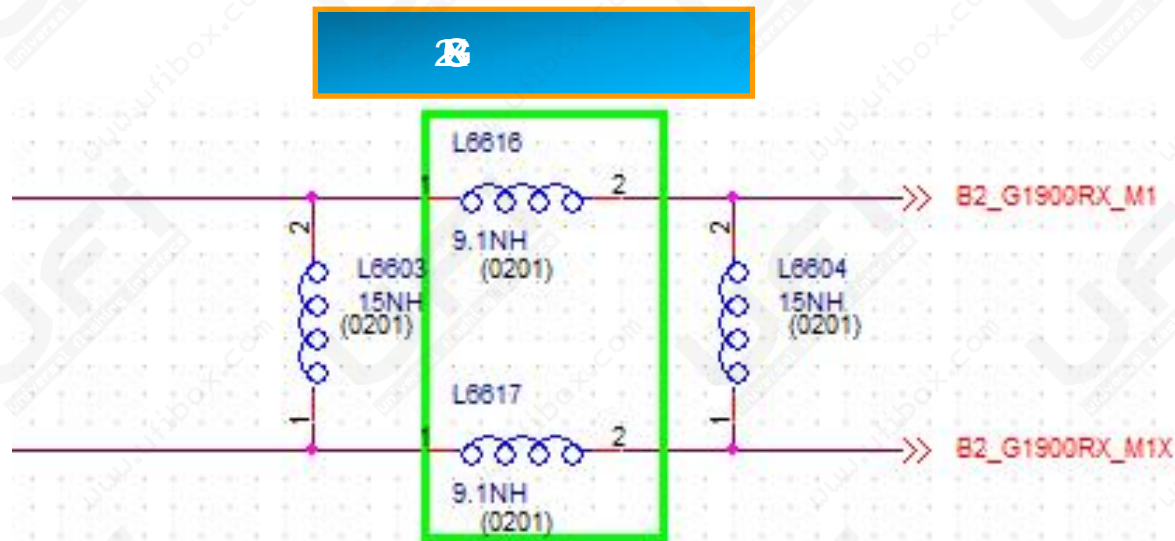 L6616
1
2
B2_G1900RX_M1
2
2
9.1NH
(0201)
L6603
15NH
(0201)
L6604
15NH
(0201)
L6617
1
1
1
2
B2_G1900RX_M1X
9.1NH
(0201)